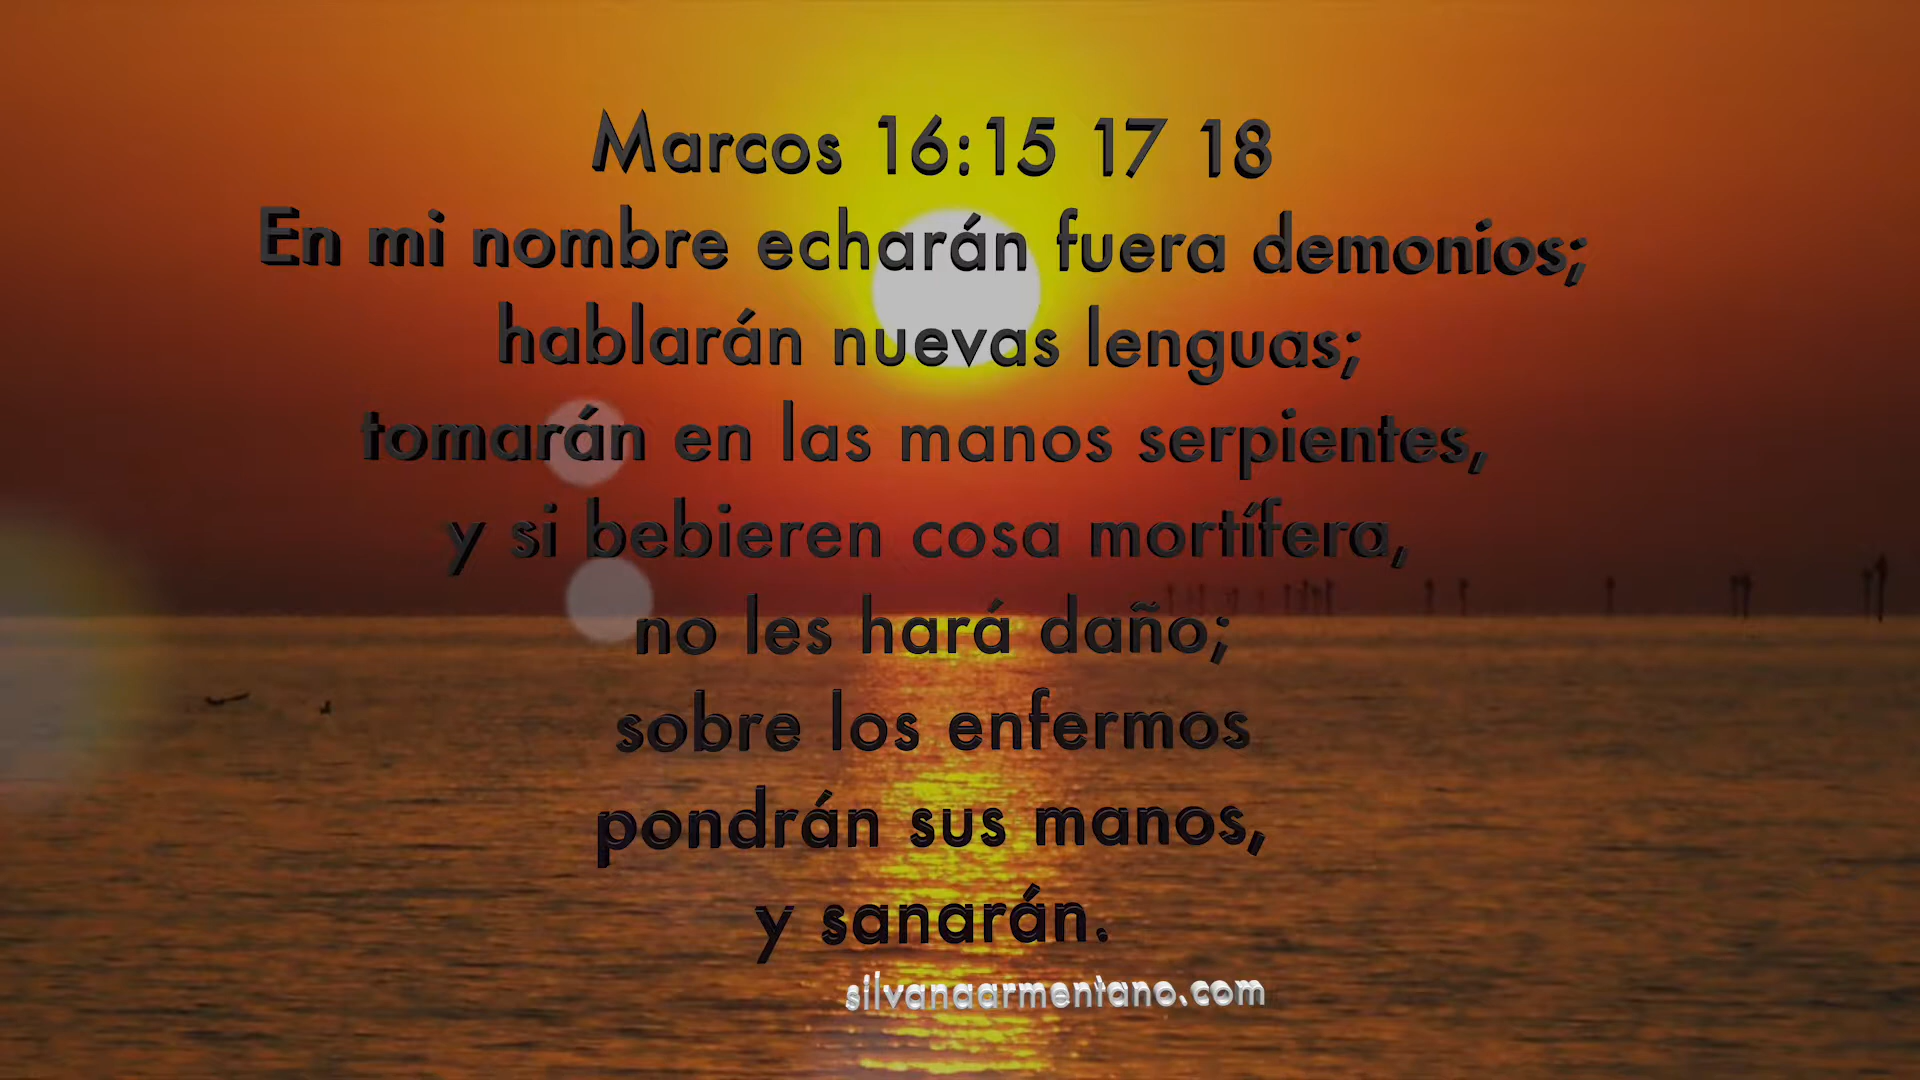 Marcos 16:15 17 18
En mi nombre echarán fuera demonios;
hablarán nuevas lenguas;
tomarán en las manos serpientes,
y si bebieren cosa mortífera,
no les hará daño;
sobre los enfermos
pondrán sus manos,
y sanarán.
silvanaarmentano.com